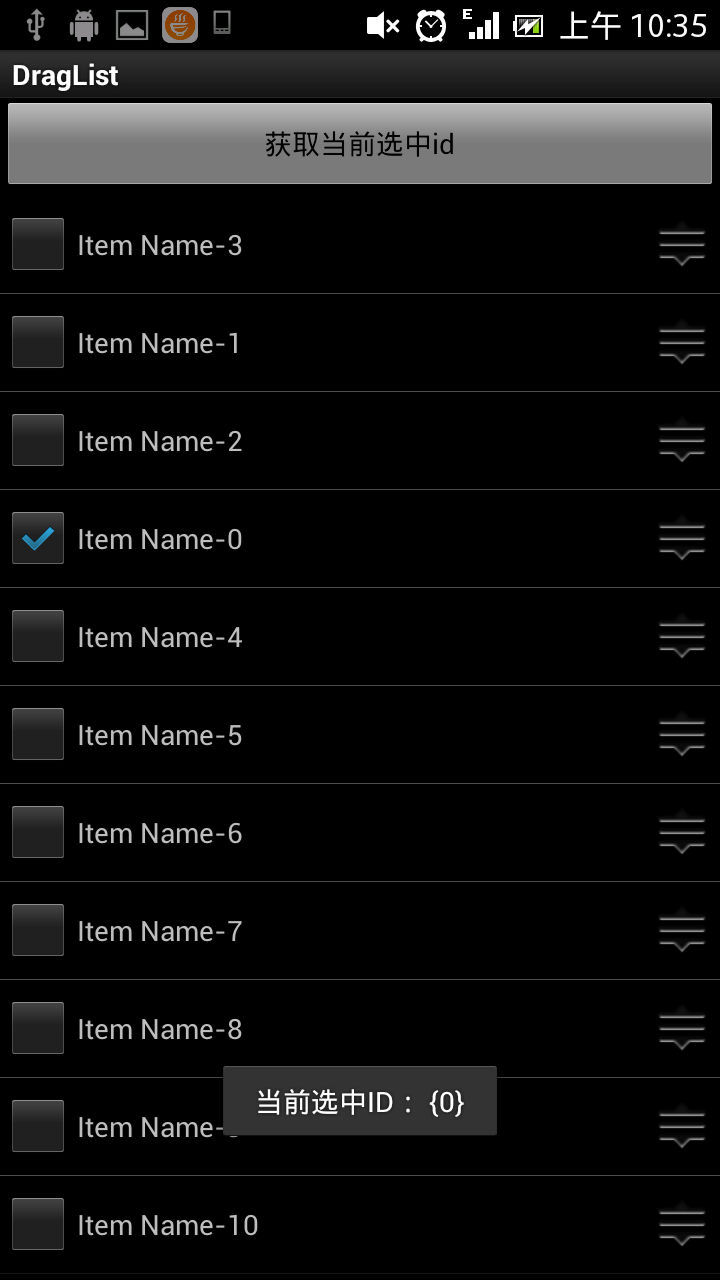 E
上午 10:35
DragList
获取当前选中id
Item Name-3
Item Name-1
Item Name-2
Item Name-0
Item Name-4
Item Name-5
Item Name-6
Item Name-7
Item Name-8
当前选中ID： {0}
Item Name-
Item Name-10